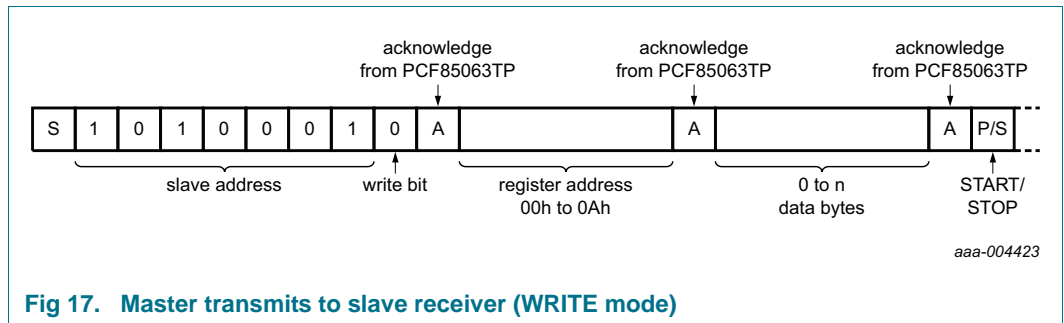 acknowledge
from PCF85063TP
acknowledge
from PCF85063TP
acknowledge
from PCF85063TP
S 1 0 1 0 0 0 1 0 A A A P/S
slave address
write bit
register address
00h to 0Ah
0 to n
data bytes
START/
STOP
aaa-004423
Fig 17. Master transmits to slave receiver (WRITE mode)